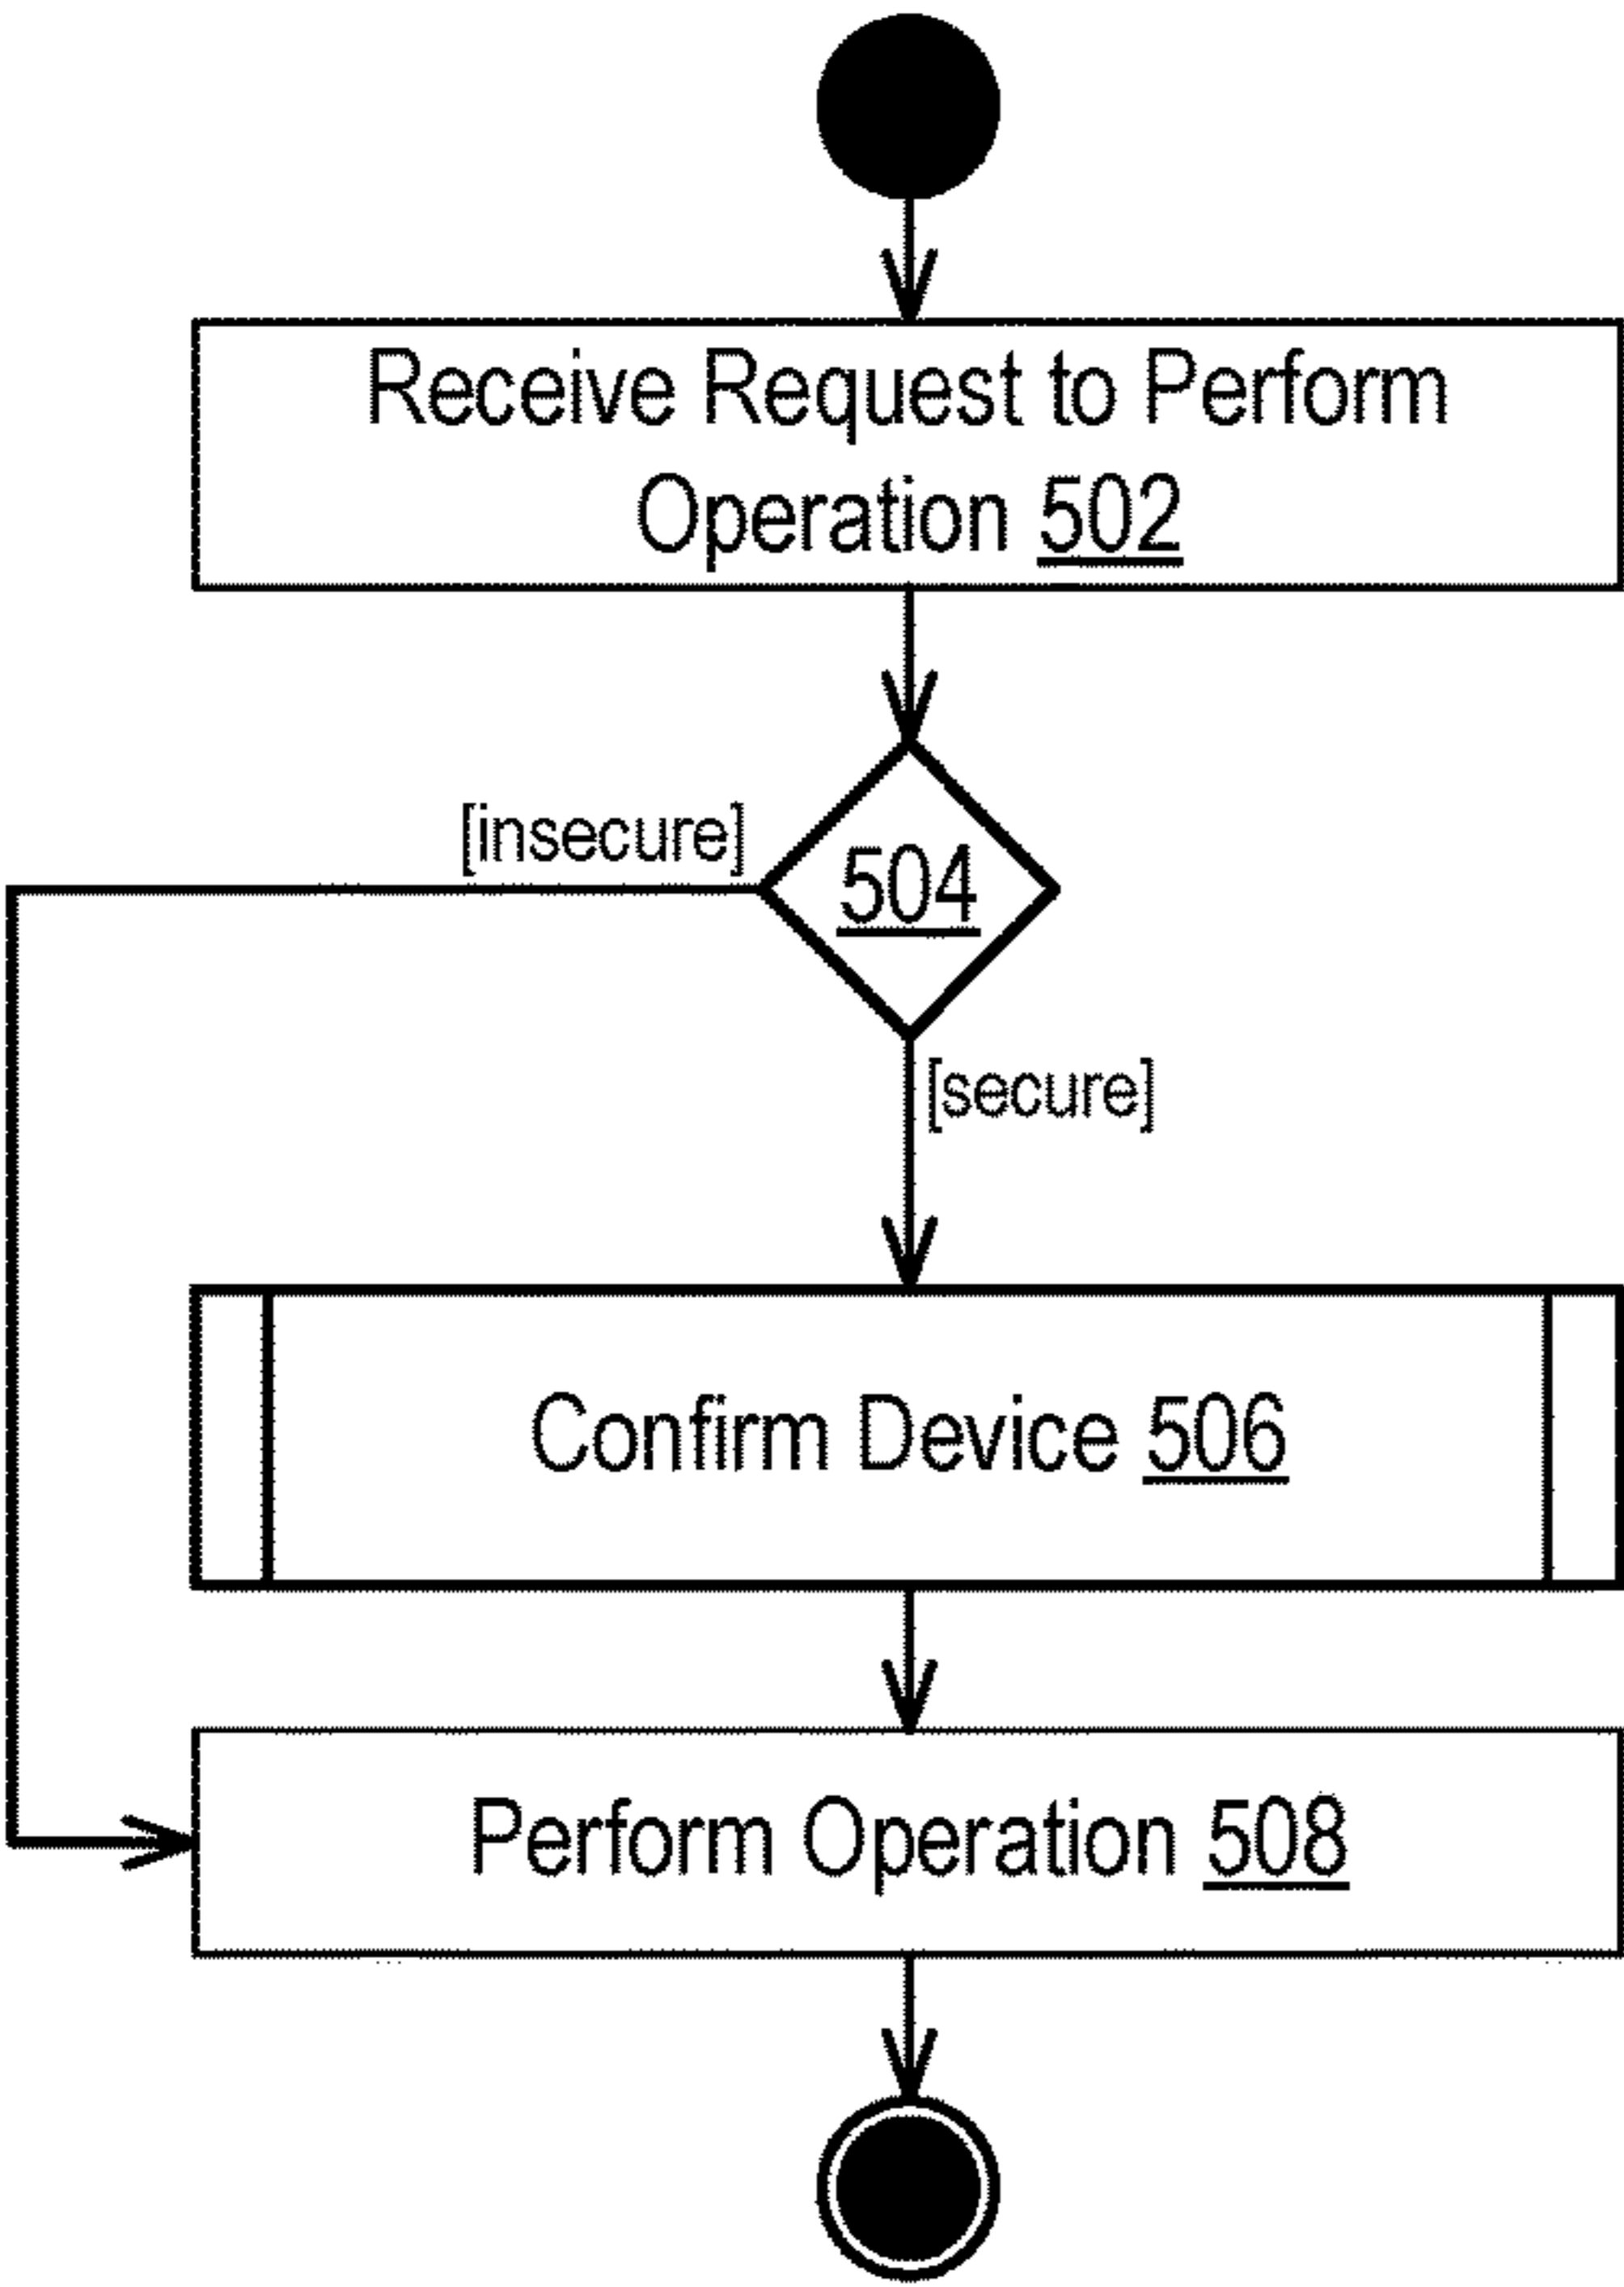 Receive Request to Perform
Operation 502
[insecure]
504
[secure]
Confirm Device 506
Perform Operation 508